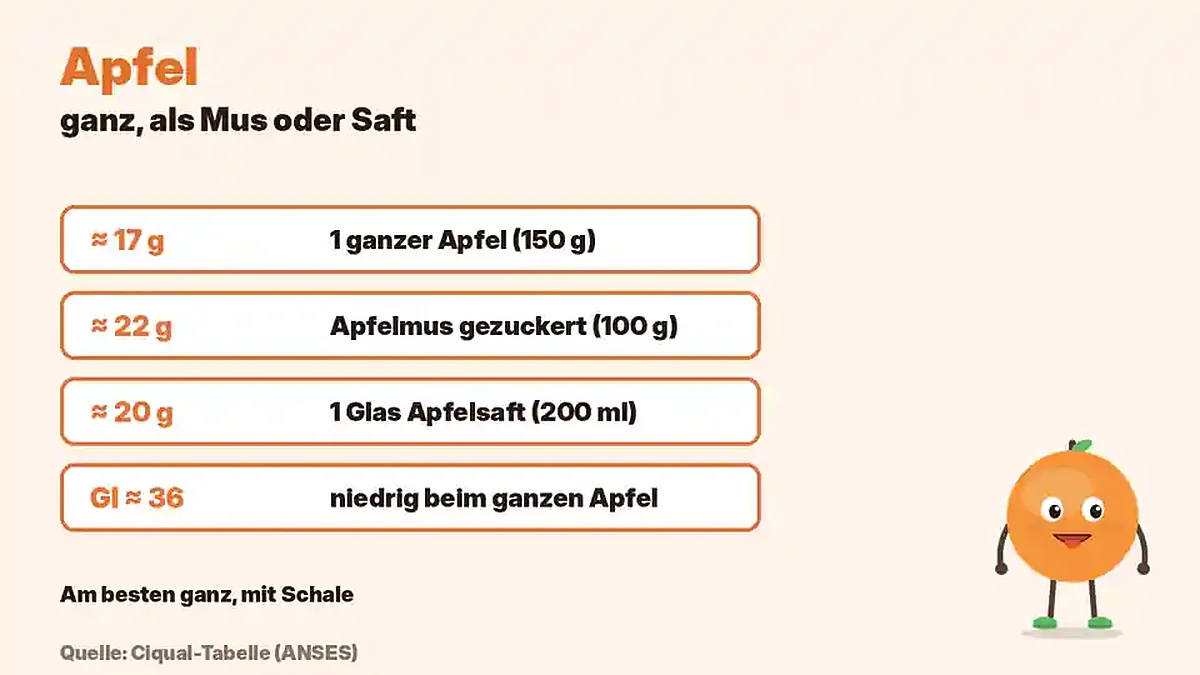 Apfel
ganz, als Mus oder Saft
≈ 17 g 1 ganzer Apfel (150 g)
≈ 22 g Apfelmus gezuckert (100 g)
≈ 20 g 1 Glas Apfelsaft (200 ml)
GI ≈ 36 niedrig beim ganzen Apfel
Am besten ganz, mit Schale
Quelle: Ciqual-Tabelle (ANSES)